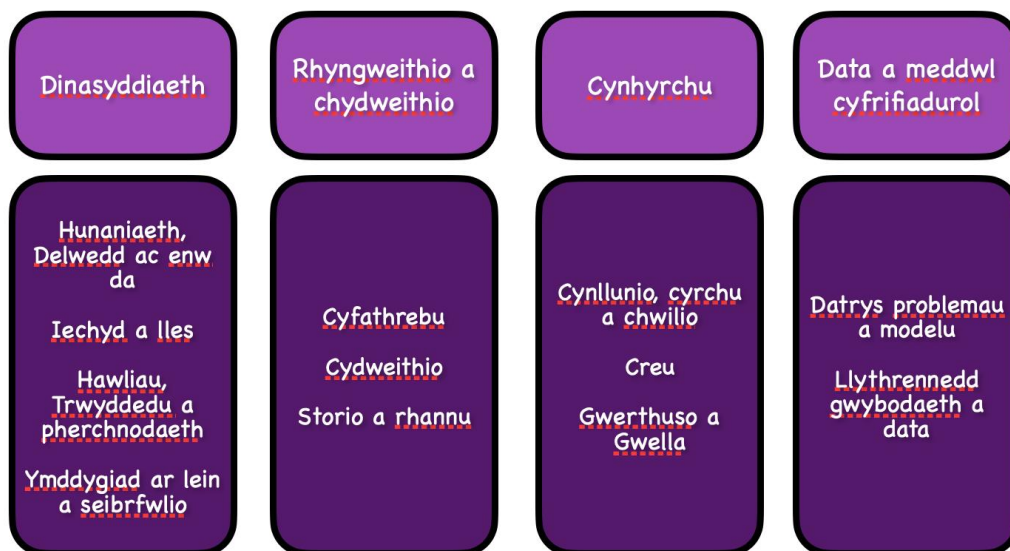 Dinasyddiaeth
Rhyngweithio a
chydweithio
Cynhyrchu
Data a meddwl
cyfrifiadurol
Hunaniaeth,
Delwedd ac enw
da
Iechyd a lles
Hawliau,
Trwyddedu a
pherchnodaeth
Ymddygiad ar lein
a seibrfwlio
Cyfathrebu
Cydweithio
Storio a rhannu
Cynllunio, cyrchu
a chwilio
Creu
Gwerthuso a
Gwella
Datrys problemau
a modelu
Llythrennedd
gwybodaeth a
data